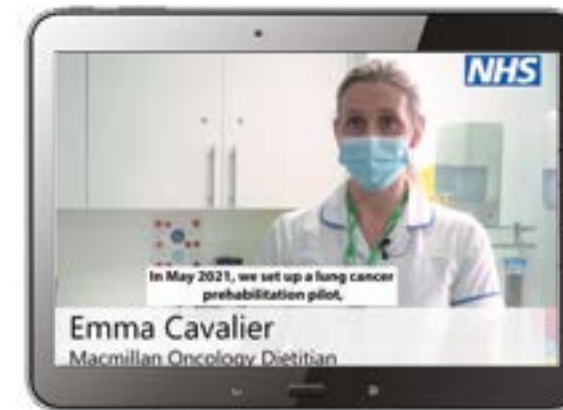 NHS
In May 2021, we set up a lung cancer
prehabilitation pilot,
Emma Cavalier
Macmillan Oncology Dietitian